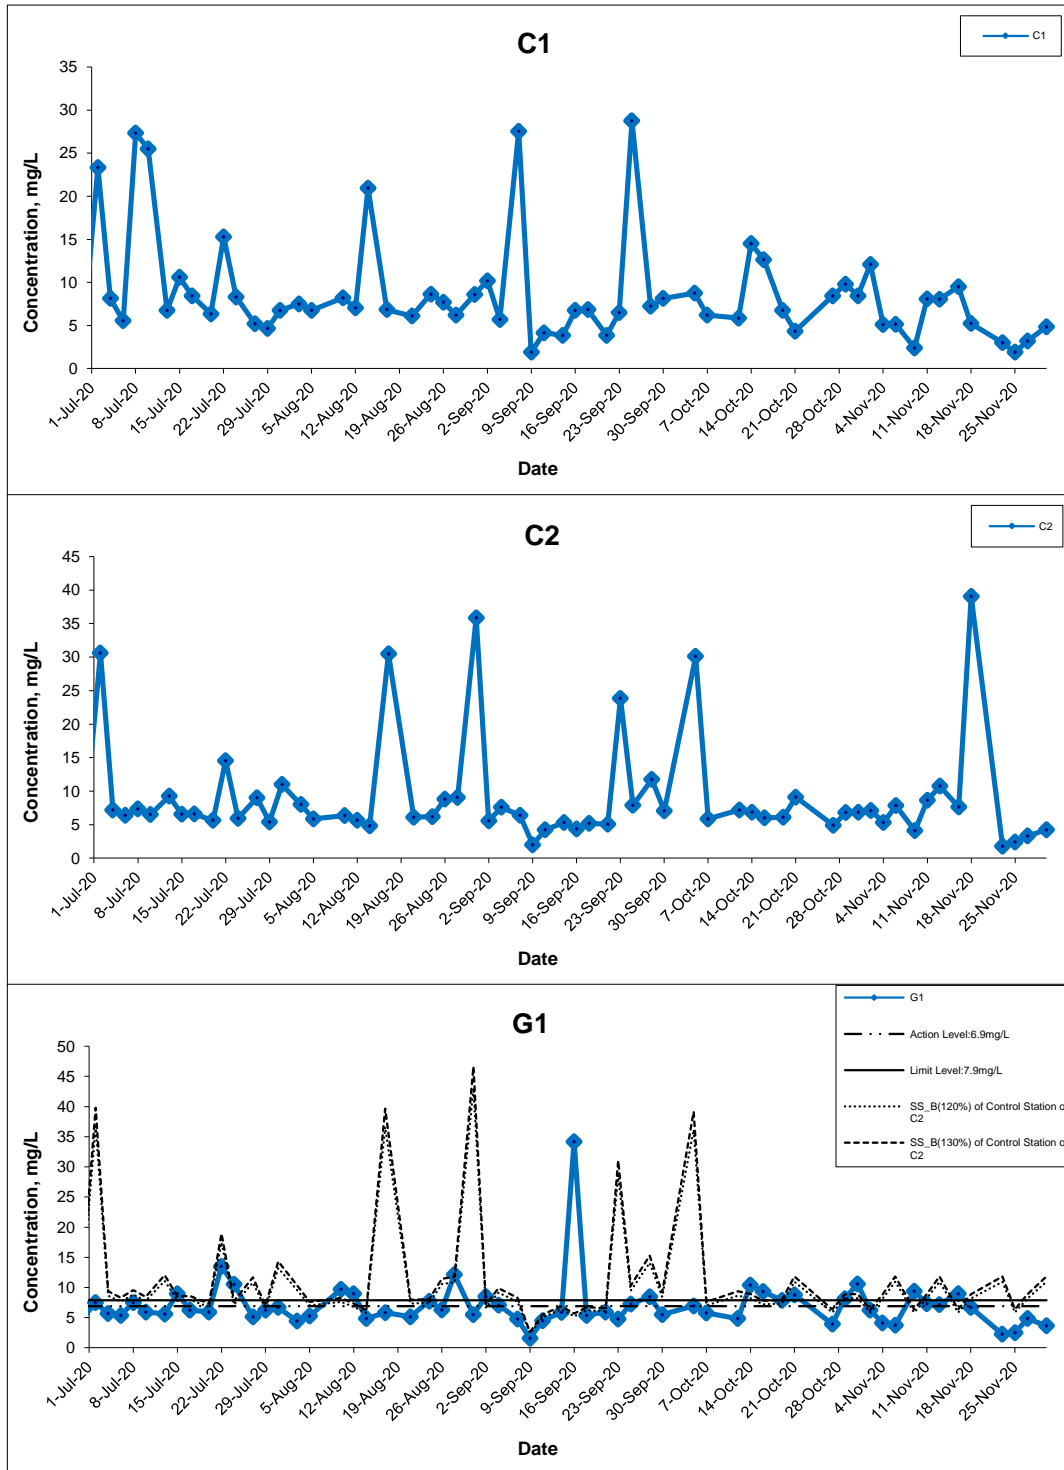 C1
C1
35
30
25
20
15
10
5
0
Concentration, mg/L
1-Jul-20
8-Jul-20
15-Jul-20
22-Jul-20
29-Jul-20
5-Aug-20
12-Aug-20
19-Aug-20
26-Aug-20
2-Sep-20
9-Sep-20
16-Sep-20
23-Sep-20
30-Sep-20
7-Oct-20
14-Oct-20
21-Oct-20
28-Oct-20
4-Nov-20
11-Nov-20
18-Nov-20
25-Nov-20
Date
C2
C2
45
40
35
30
25
20
15
10
5
0
Concentration, mg/L
1-Jul-20
8-Jul-20
15-Jul-20
22-Jul-20
29-Jul-20
5-Aug-20
12-Aug-20
19-Aug-20
26-Aug-20
2-Sep-20
9-Sep-20
16-Sep-20
23-Sep-20
30-Sep-20
7-Oct-20
14-Oct-20
21-Oct-20
28-Oct-20
4-Nov-20
11-Nov-20
18-Nov-20
25-Nov-20
Date
G1
G1
Action Level:6.9mg/L
Limit Level:7.9mg/L
SS_B(120%) of Control Station o
C2
SS_B(130%) of Control Station o
C2
50
45
40
35
30
25
20
15
10
5
0
Concentration, mg/L
1-Jul-20
8-Jul-20
15-Jul-20
22-Jul-20
29-Jul-20
5-Aug-20
12-Aug-20
19-Aug-20
26-Aug-20
2-Sep-20
9-Sep-20
16-Sep-20
23-Sep-20
30-Sep-20
7-Oct-20
14-Oct-20
21-Oct-20
28-Oct-20
4-Nov-20
11-Nov-20
18-Nov-20
25-Nov-20
Date